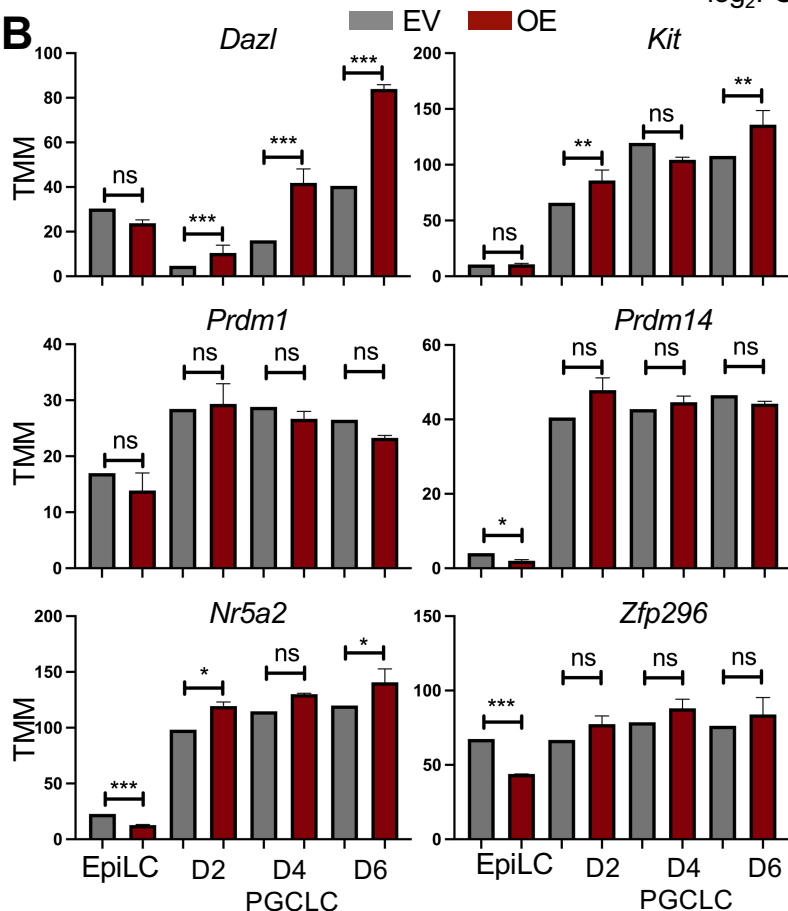 log₂FC
B
EV OE
Dazl Kit
100 80 60 40 20 0
TMM
ns *** *** ***
200 150 100 50 0
ns ** ns **
Prdm1 Prdm14
40 30 20 10 0
TMM
ns ns ns ns
60 40 20 0
* ns ns ns
Nr5a2 Zfp296
200 150 100 50 0
TMM
*** * ns *
150 100 50 0
*** ns ns ns
EpiLC D2 D4 D6
PGCLC
EpiLC D2 D4 D6
PGCLC